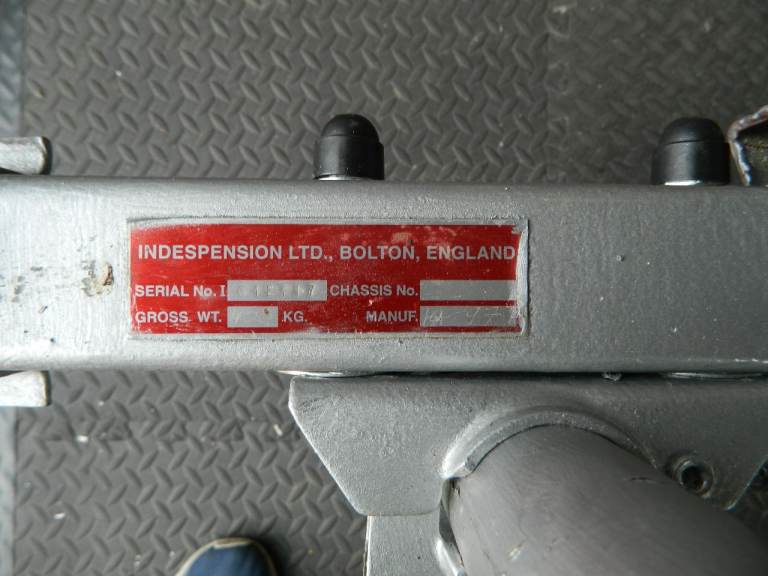 INDESPENSION LTD., BOLTON, ENGLAND
SERIAL No. I
CHASSIS No.
GROSS WT. KG. MANUF.